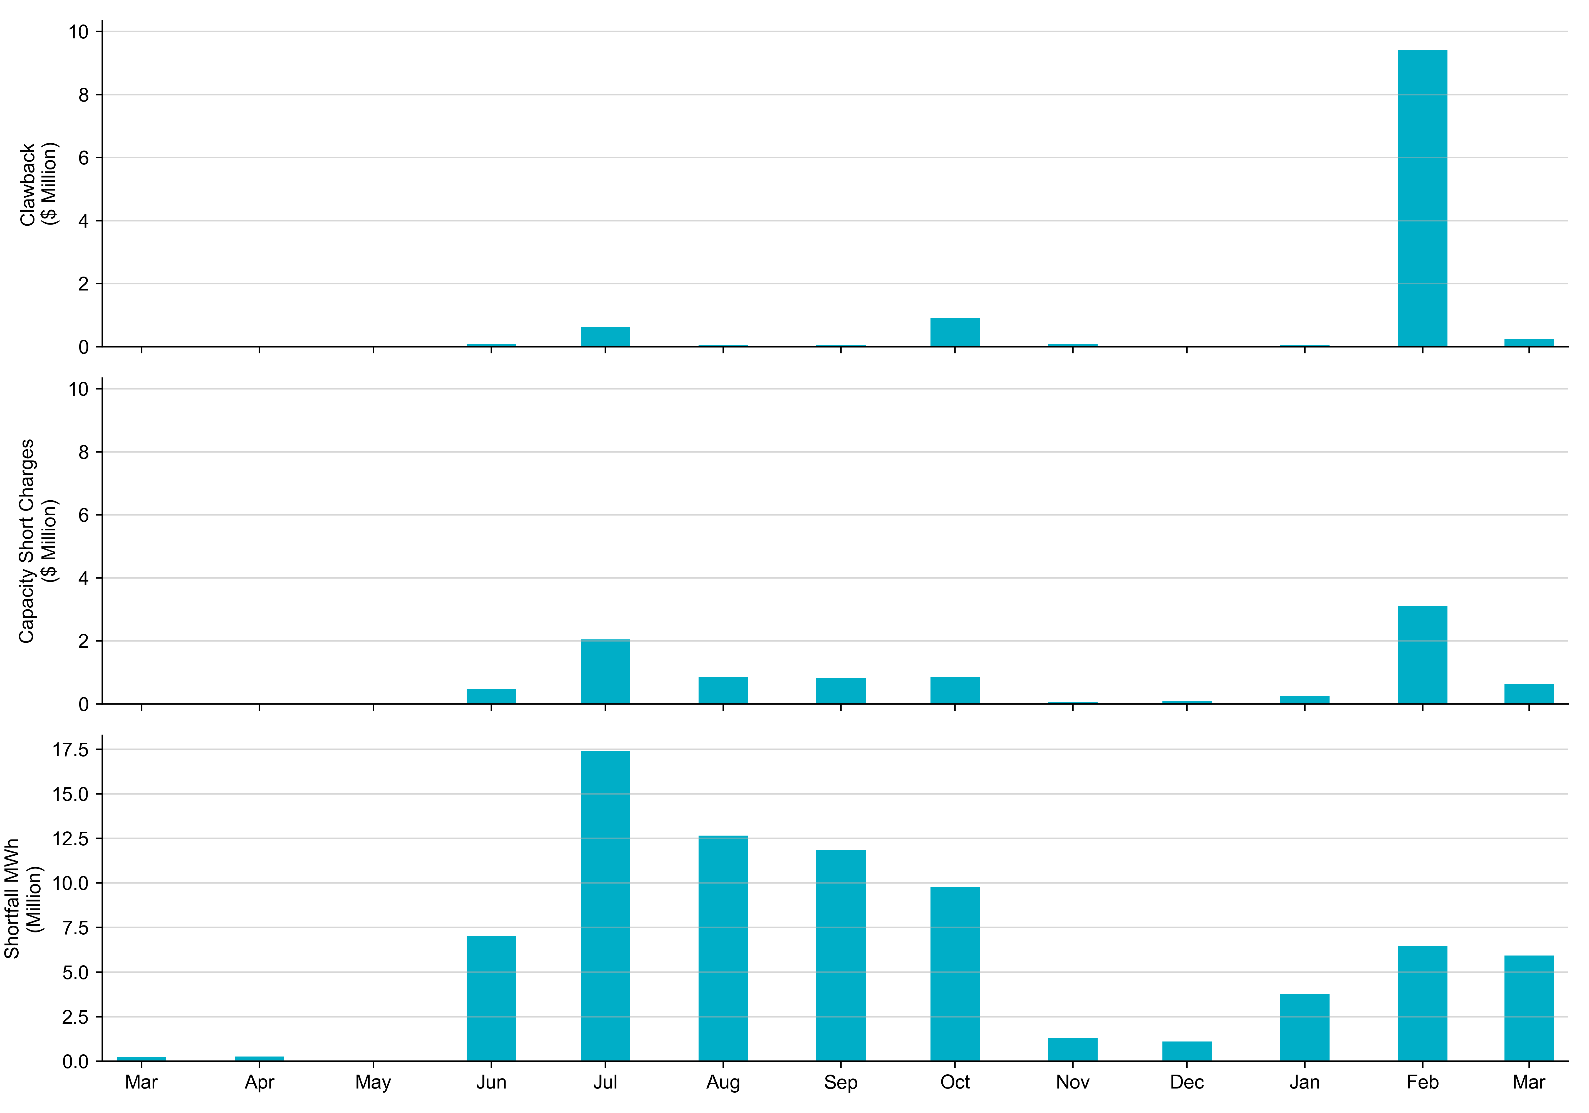 10
8
6
4
2
0
Clawback
($ Million)
10
8
6
4
2
0
Capacity Short Charges
($ Million)
17.5
15.0
12.5
10.0
7.5
5.0
2.5
0.0
Shortfall MWh
(Million)
Mar Apr May Jun Jul Aug Sep Oct Nov Dec Jan Feb Mar